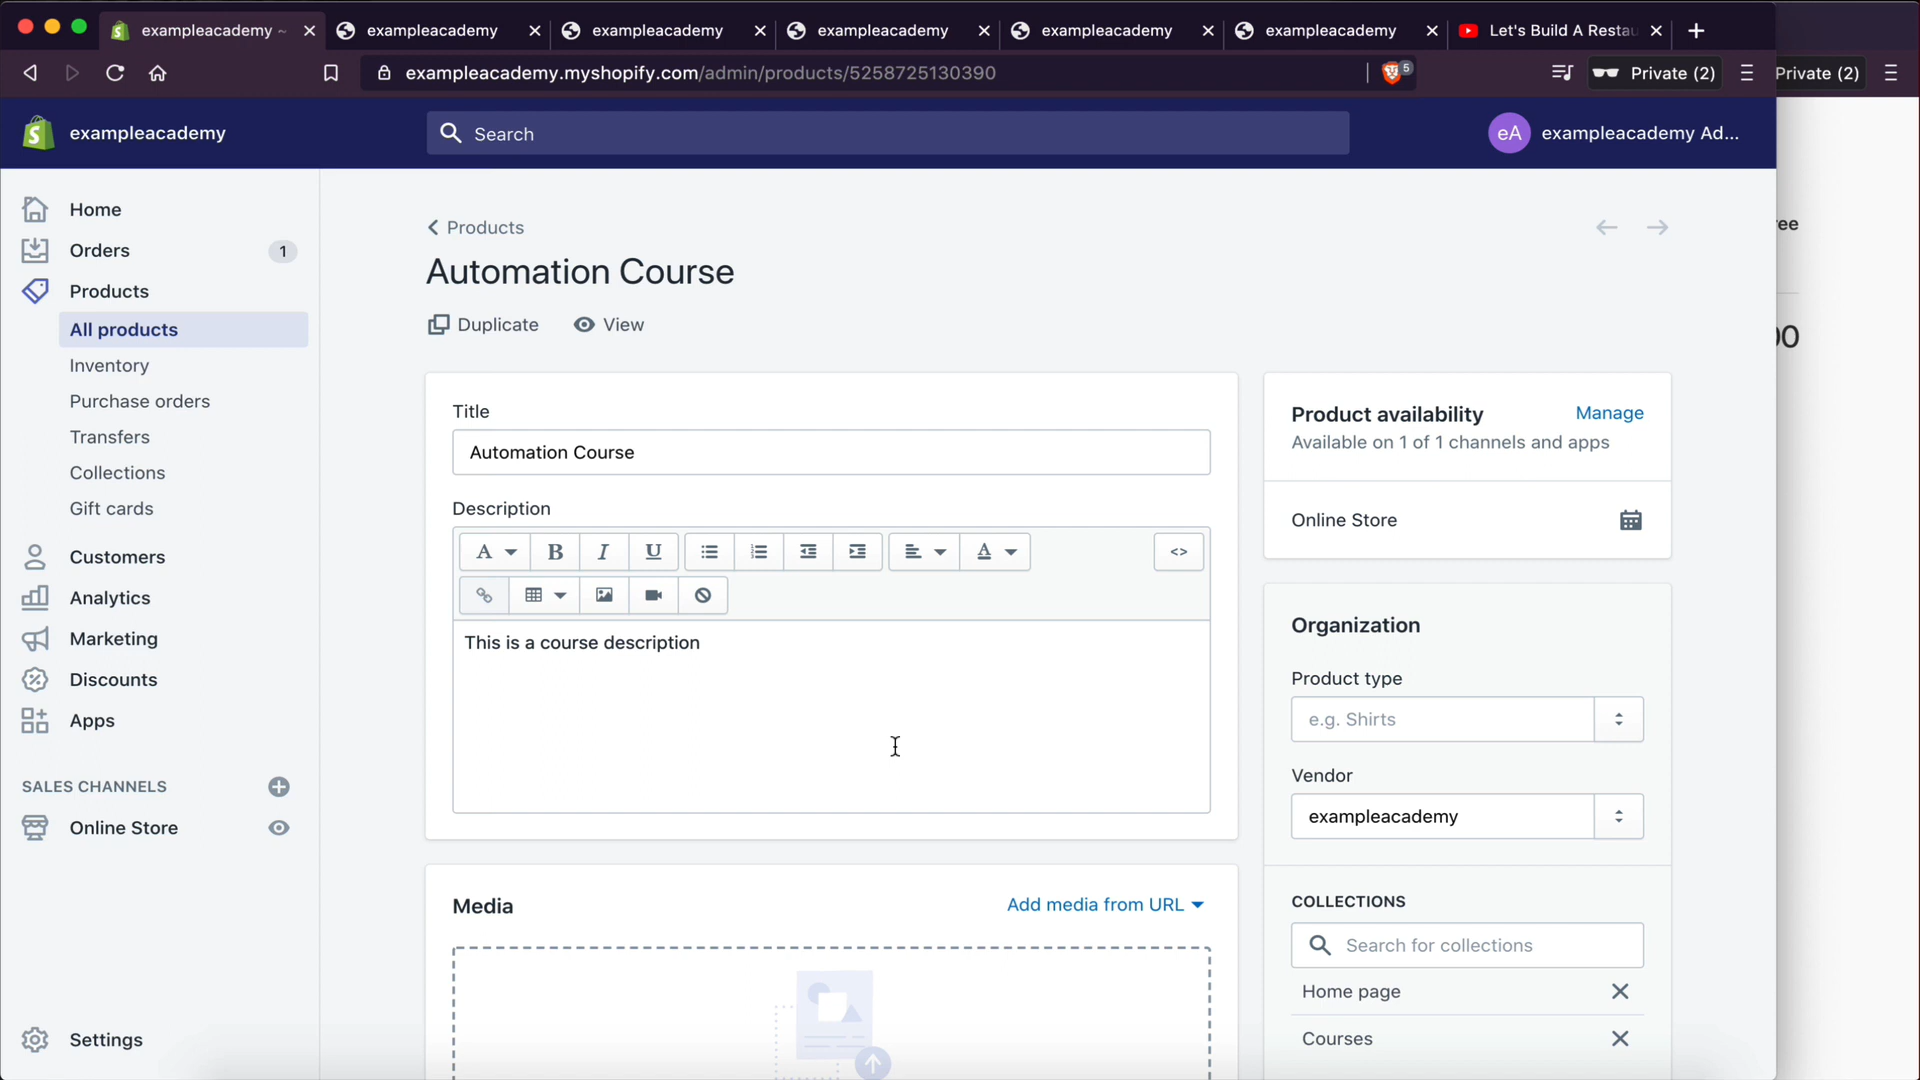 exampleacademy ~
exampleacademy
exampleacademy
exampleacademy
exampleacademy
exampleacademy
Let's Build A Restau
exampleacademy.myshopify.com/admin/products/5258725130390
5
Private (2)
Private (2)
exampleacademy
Search
eA
exampleacademy Ad...
Home
Orders
1
Products
All products
Inventory
Purchase orders
Transfers
Collections
Gift cards
Customers
Analytics
Marketing
Discounts
Apps
SALES CHANNELS
Online Store
Settings
Products
Automation Course
Duplicate
View
Title
Automation Course
Description
A
B
I
U
A
<>
This is a course description
Media
Add media from URL
Product availability
Manage
Available on 1 of 1 channels and apps
Online Store
Organization
Product type
e.g. Shirts
Vendor
exampleacademy
COLLECTIONS
Search for collections
Home page
Courses